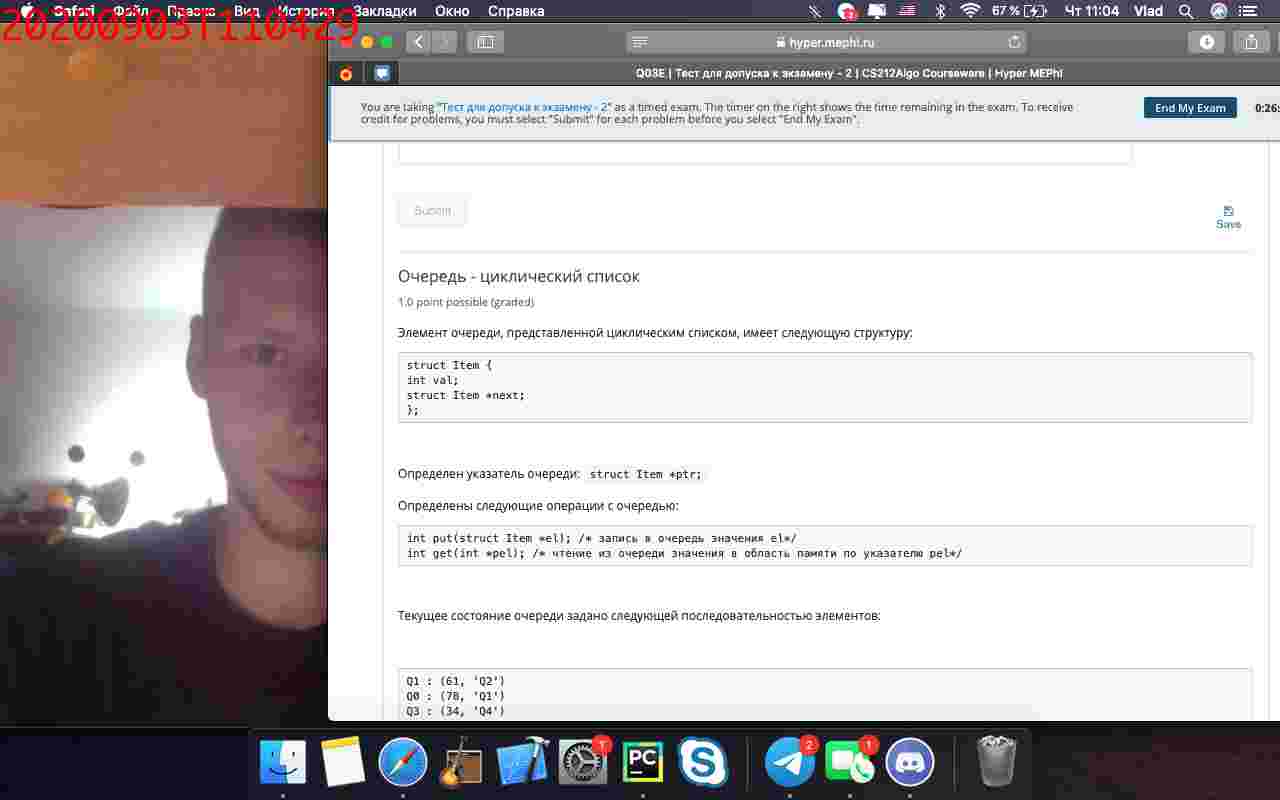 Safari Файл Правка Вид История Закладки Окно Справка 67 % Чт 11:04 Vlad
20200903T110429
hyper.mephi.ru
Q03E | Тест для допуска к экзамену - 2 | CS212Algo Courseware | Hyper MEPhI
You are taking "Тест для допуска к экзамену - 2" as a timed exam. The timer on the right shows the time remaining in the exam. To receive
credit for problems, you must select "Submit" for each problem before you select "End My Exam".
End My Exam
0:26:
Submit
Save
Очередь - циклический список
1.0 point possible (graded)
Элемент очереди, представленной циклическим списком, имеет следующую структуру:
struct Item {
int val;
struct Item *next;
};
Определен указатель очереди: struct Item *ptr;
Определены следующие операции с очередью:
int put(struct Item *el); /* запись в очередь значения el*/
int get(int *pel); /* чтение из очереди значения в область памяти по указателю pel*/
Текущее состояние очереди задано следующей последовательностью элементов:
Q1 : (61, 'Q2')
Q0 : (78, 'Q1')
Q3 : (34, 'Q4')
PC
2
1